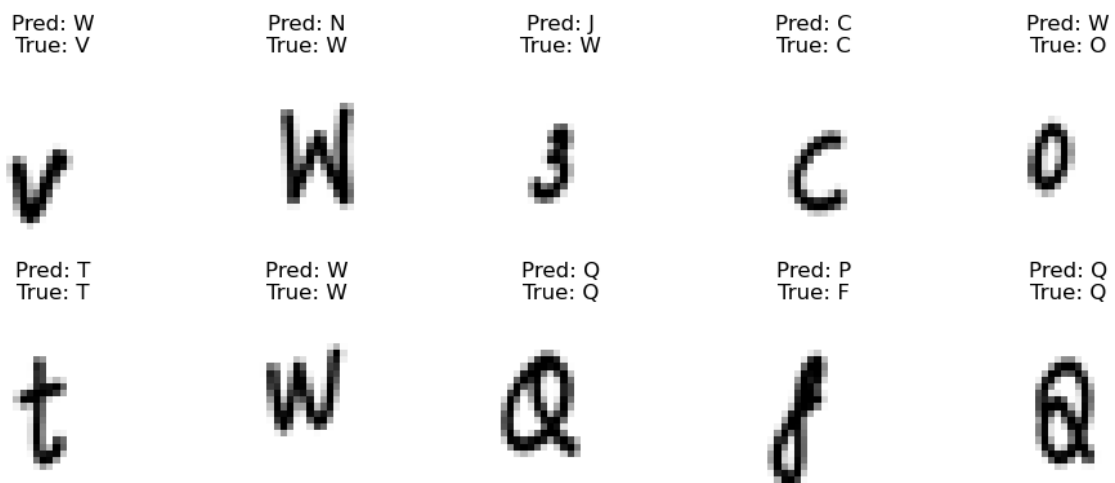 Pred: W
True: V
v
Pred: N
True: W
W
Pred: J
True: W
3
Pred: C
True: C
C
Pred: W
True: O
O
Pred: T
True: T
t
Pred: W
True: W
W
Pred: Q
True: Q
Q
Pred: P
True: F
f
Pred: Q
True: Q
Q